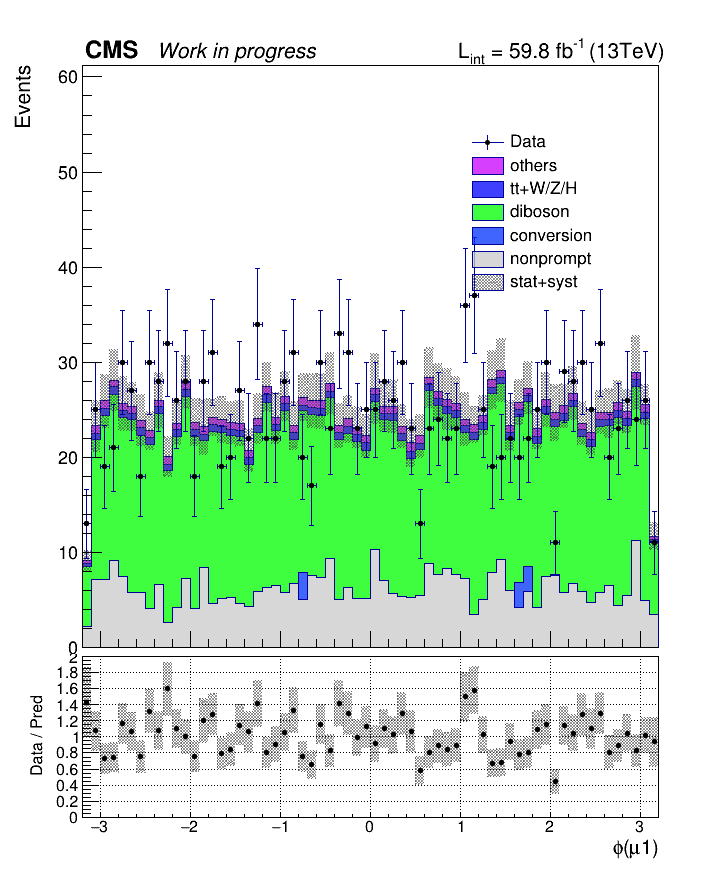 CMS Work in progress L_int = 59.8 fb^-1 (13TeV)
Events
60
50
40
30
20
10
0
Data
others
tt+W/Z/H
diboson
conversion
nonprompt
stat+syst
Data / Pred
2
1.8
1.6
1.4
1.2
1
0.8
0.6
0.4
0.2
0
−3 −2 −1 0 1 2 3
ϕ(μ1)